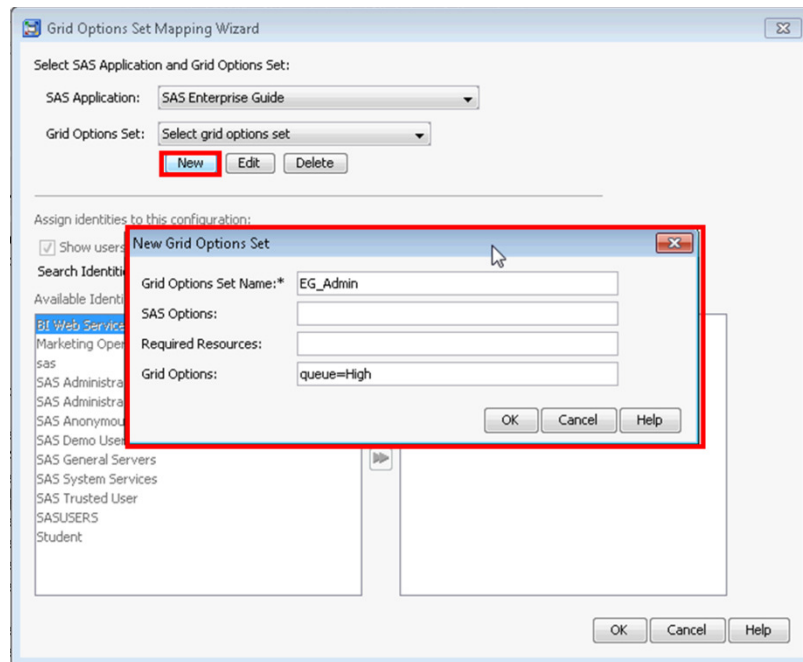 Grid Options Set Mapping Wizard
Select SAS Application and Grid Options Set:
SAS Application: SAS Enterprise Guide
Grid Options Set: Select grid options set
New Edit Delete
Assign identities to this configuration:
Show users
New Grid Options Set
Search Identiti
Grid Options Set Name:* EG_Admin
Available Identi
SAS Options:
BI Web Service
Marketing Oper
Required Resources:
sas
Grid Options: queue=High
SAS Administra
SAS Administra
SAS Anonymou
OK Cancel Help
SAS Demo User
SAS General Servers
SAS System Services
SAS Trusted User
SASUSERS
Student
OK Cancel Help